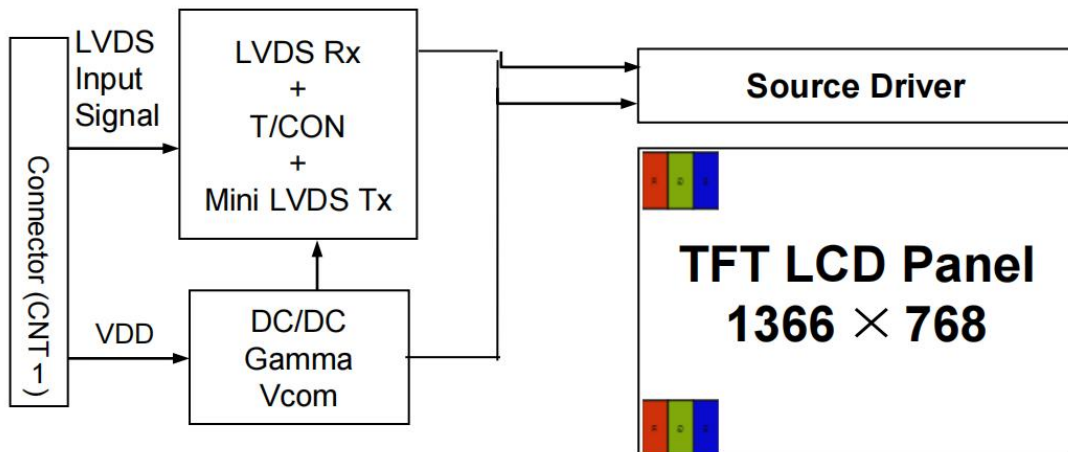 LVDS
Input
Signal
Connector (CNT 1)
VDD
LVDS Rx
+
T/CON
+
Mini LVDS Tx
DC/DC
Gamma
Vcom
Source Driver
TFT LCD Panel
1366 × 768